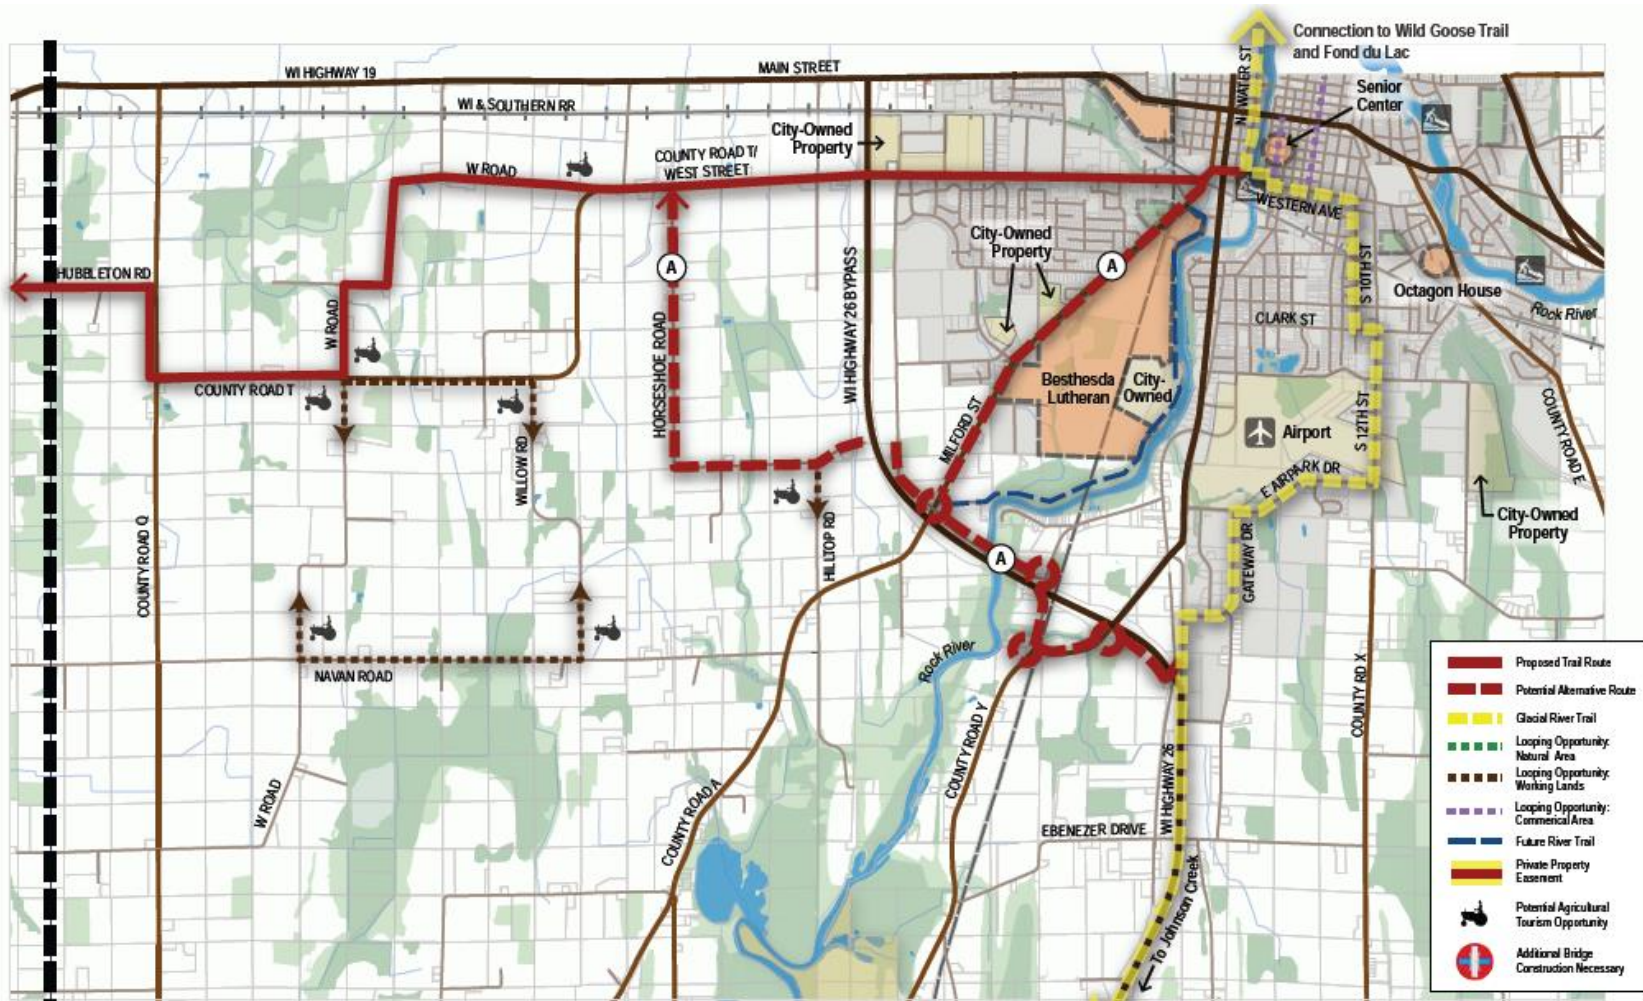 Connection to Wild Goose Trail
and Fond du Lac
N WATER ST
Senior
Center
WI HIGHWAY 19
MAIN STREET
WI & SOUTHERN RR
City-Owned
Property
COUNTY ROAD T/
WEST STREET
W ROAD
WESTERN AVE
City-Owned
Property
HUBBLETON RD
A
A
WI HIGHWAY 26 BYPASS
S 10TH ST
Octagon House
Rock River
CLARK ST
W ROAD
HORSESHOE ROAD
COUNTY ROAD T
Besthesda
Lutheran
City-
Owned
MILFORD ST
Airport
S 12TH ST
COUNTY ROAD E
E AIRPARK DR
WILLOW RD
City-Owned
Property
COUNTY ROAD Q
HILLTOP RD
A
GATEWAY DR
Rock River
NAVAN ROAD
COUNTY RD X
COUNTY ROAD Y
WI HIGHWAY 26
W ROAD
COUNTY ROAD A
EBENEZER DRIVE
To Johnson Creek
Proposed Trail Route
Potential Alternative Route
Glacial River Trail
Looping Opportunity:
Natural Area
Looping Opportunity:
Working Lands
Looping Opportunity:
Commerical Area
Future River Trail
Private Property
Easement
Potential Agricultural
Tourism Opportunity
Additional Bridge
Construction Necessary